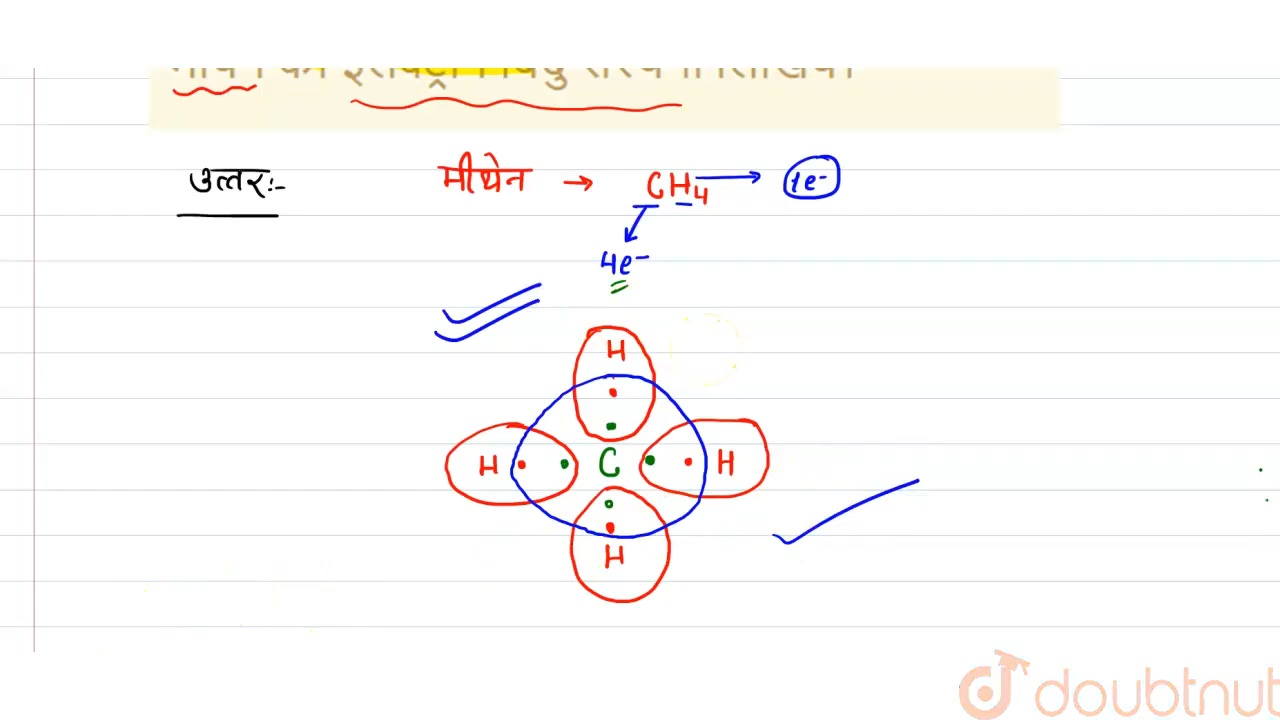 उत्तरः-
मीथेन → CH4 → 1e-
4e-
H
H C H
H
doubtnut